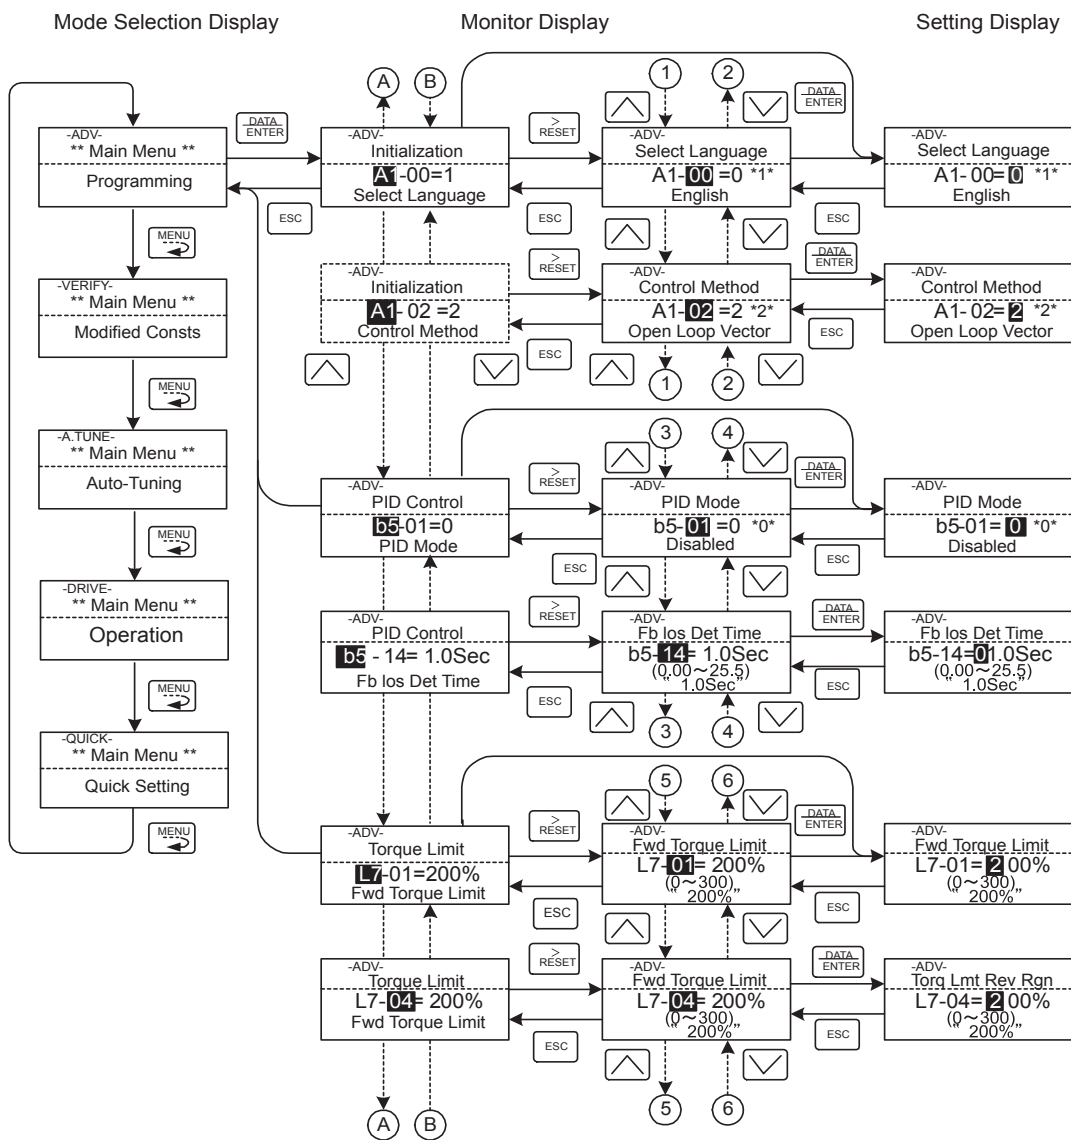 Mode Selection Display
Monitor Display
Setting Display
A
B
1
2
DATA
ENTER
-ADV-
** Main Menu **
Programming
DATA
ENTER
-ADV-
Initialization
A1-00=1
Select Language
>
RESET
-ADV-
Select Language
A1-00 =0 *1*
English
-ADV-
Select Language
A1- 00= 0 *1*
English
ESC
ESC
ESC
MENU
-VERIFY-
** Main Menu **
Modified Consts
-ADV-
Initialization
A1- 02 =2
Control Method
>
RESET
-ADV-
Control Method
A1-02 =2 *2*
Open Loop Vector
DATA
ENTER
-ADV-
Control Method
A1- 02= 2 *2*
Open Loop Vector
ESC
ESC
1
2
MENU
-A.TUNE-
** Main Menu **
Auto-Tuning
3
4
DATA
ENTER
-ADV-
PID Control
b5-01=0
PID Mode
>
RESET
-ADV-
PID Mode
b5-01 =0 *0*
Disabled
-ADV-
PID Mode
b5-01= 0 *0*
Disabled
ESC
ESC
MENU
-DRIVE-
** Main Menu **
Operation
-ADV-
PID Control
b5 - 14= 1.0Sec
Fb los Det Time
>
RESET
-ADV-
Fb los Det Time
b5-14= 1.0Sec
(0.00~25.5)
"1.0Sec"
DATA
ENTER
-ADV-
Fb los Det Time
b5-14=01.0Sec
(0.00~25.5)
"1.0Sec"
ESC
ESC
3
4
MENU
-QUICK-
** Main Menu **
Quick Setting
MENU
5
6
DATA
ENTER
-ADV-
Torque Limit
L7-01=200%
Fwd Torque Limit
>
RESET
-ADV-
Fwd Torque Limit
L7-01= 200%
(0~300)
"200%"
-ADV-
Fwd Torque Limit
L7-01= 200%
(0~300)
"200%"
ESC
ESC
-ADV-
Torque Limit
L7-04= 200%
Fwd Torque Limit
>
RESET
-ADV-
Fwd Torque Limit
L7-04= 200%
(0~300)
"200%"
DATA
ENTER
-ADV-
Torq Lmt Rev Rgn
L7-04= 200%
(0~300)
"200%"
ESC
ESC
A
B
5
6